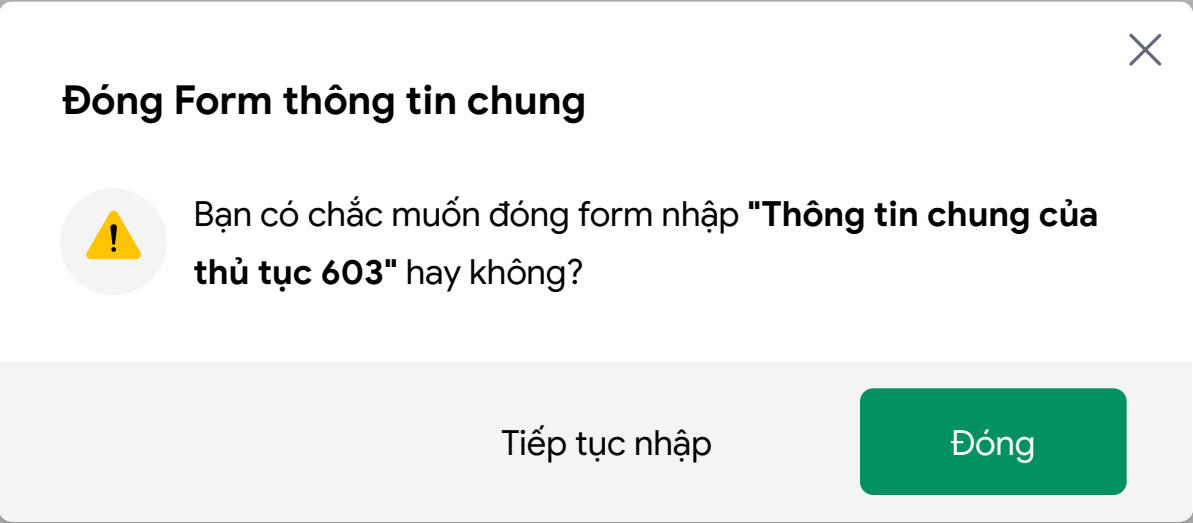 Đóng Form thông tin chung
Bạn có chắc muốn đóng form nhập "Thông tin chung của
thủ tục 603" hay không?
Tiếp tục nhập
Đóng